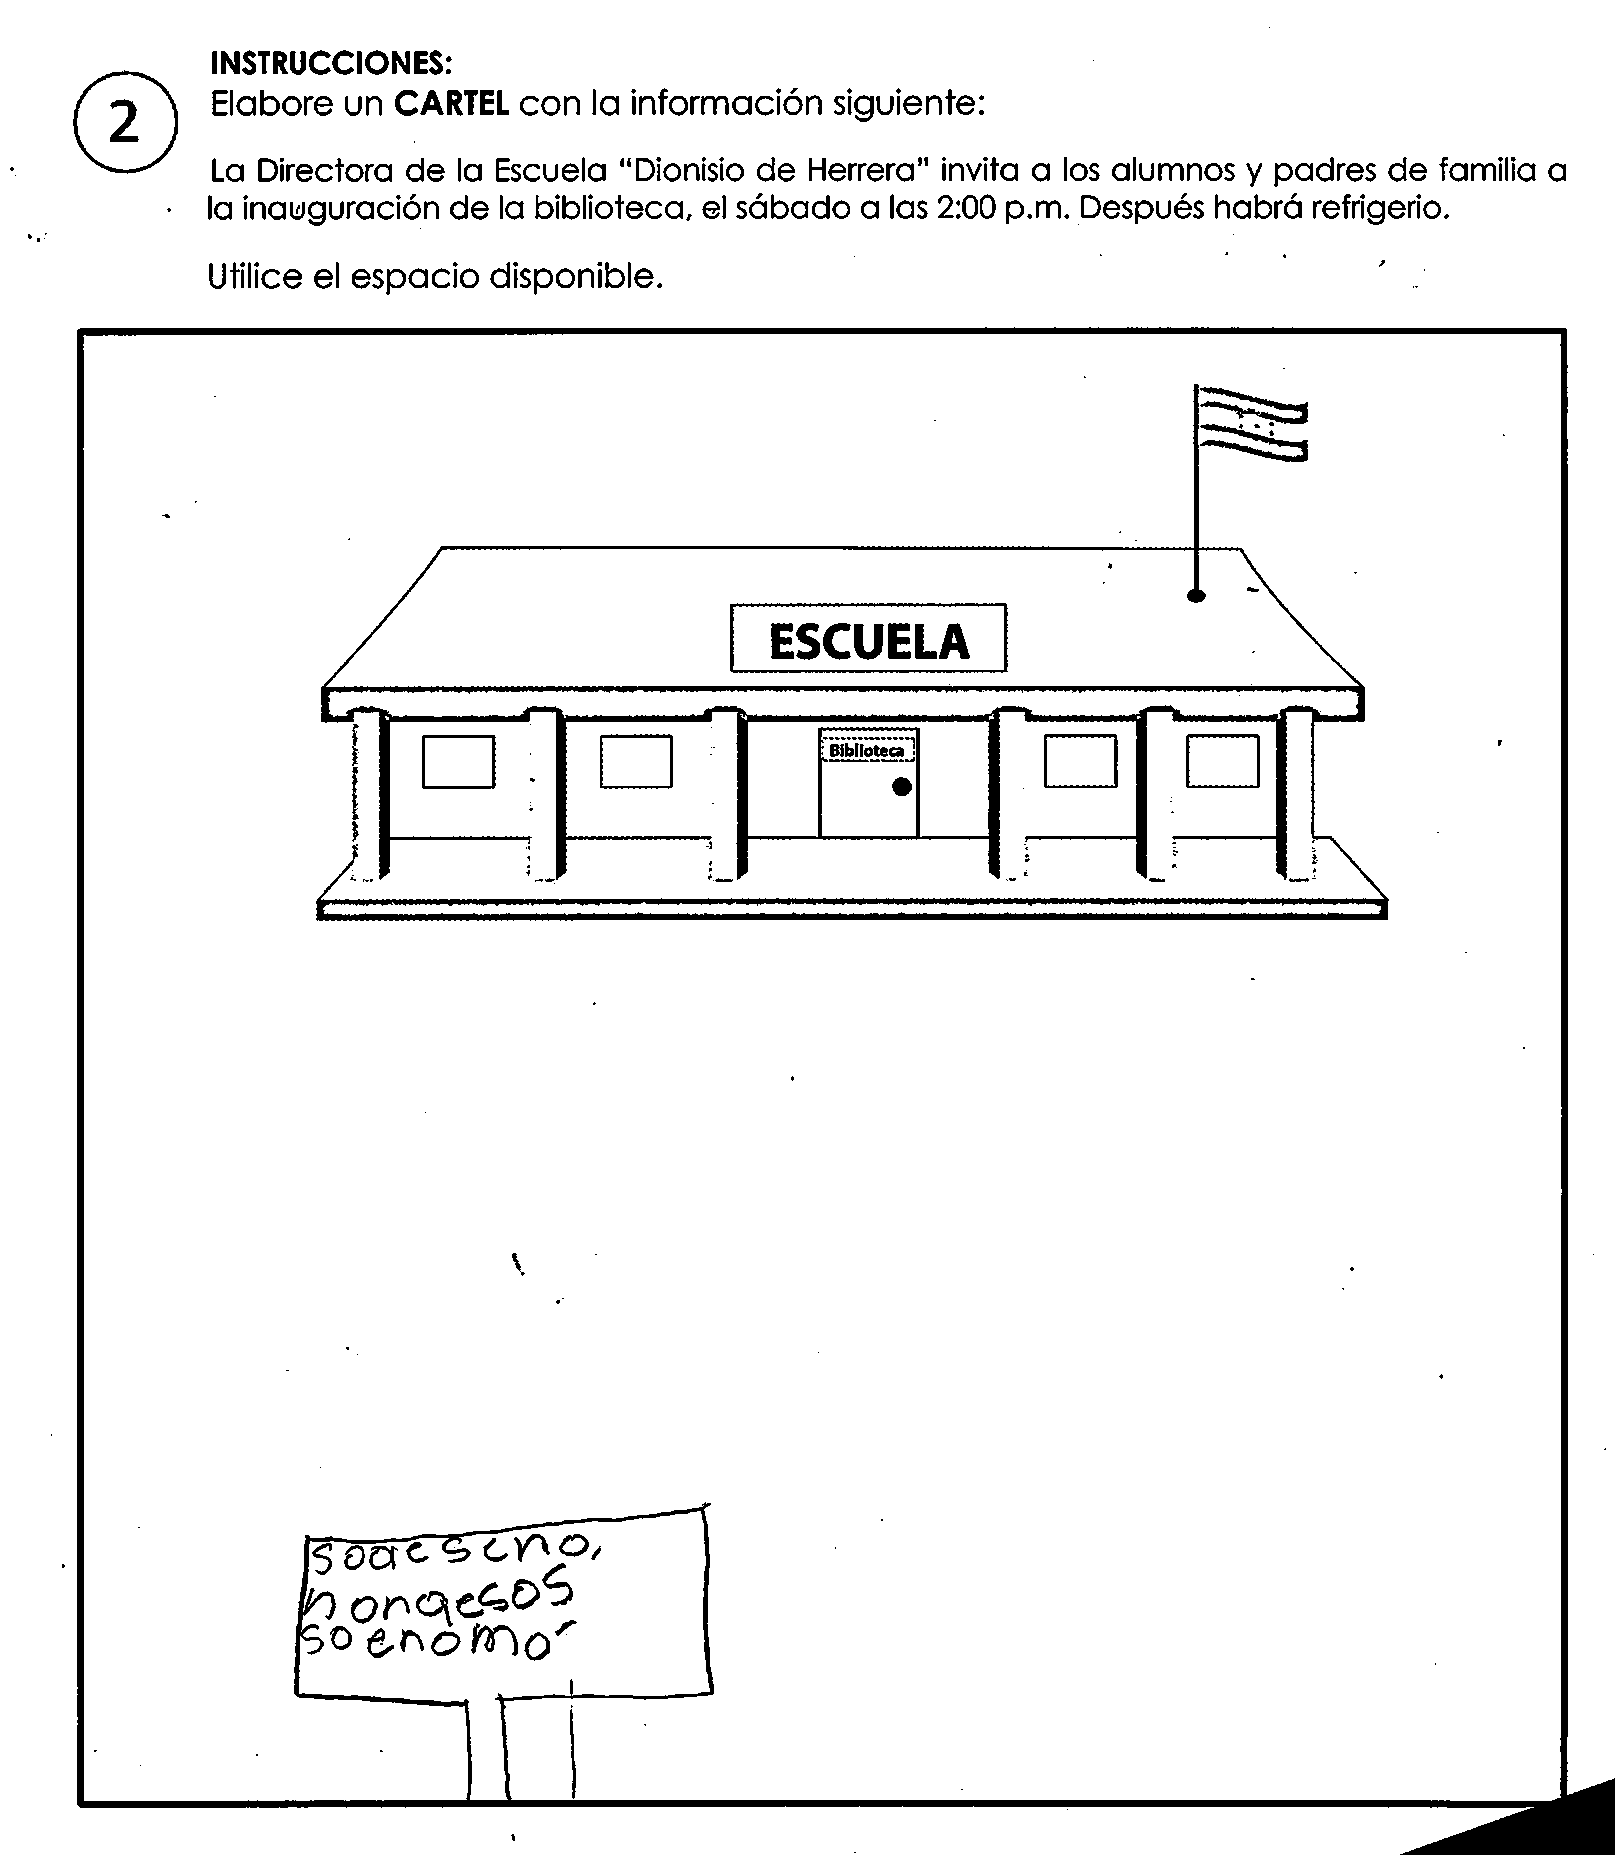 INSTRUCCIONES:
2
Elabore un CARTEL con la información siguiente:
La Directora de la Escuela "Dionisio de Herrera" invita a los alumnos y padres de familia a
la inauguración de la biblioteca, el sábado a las 2:00 p.m. Después habrá refrigerio.
Utilice el espacio disponible.
ESCUELA
Biblioteca
soenomo